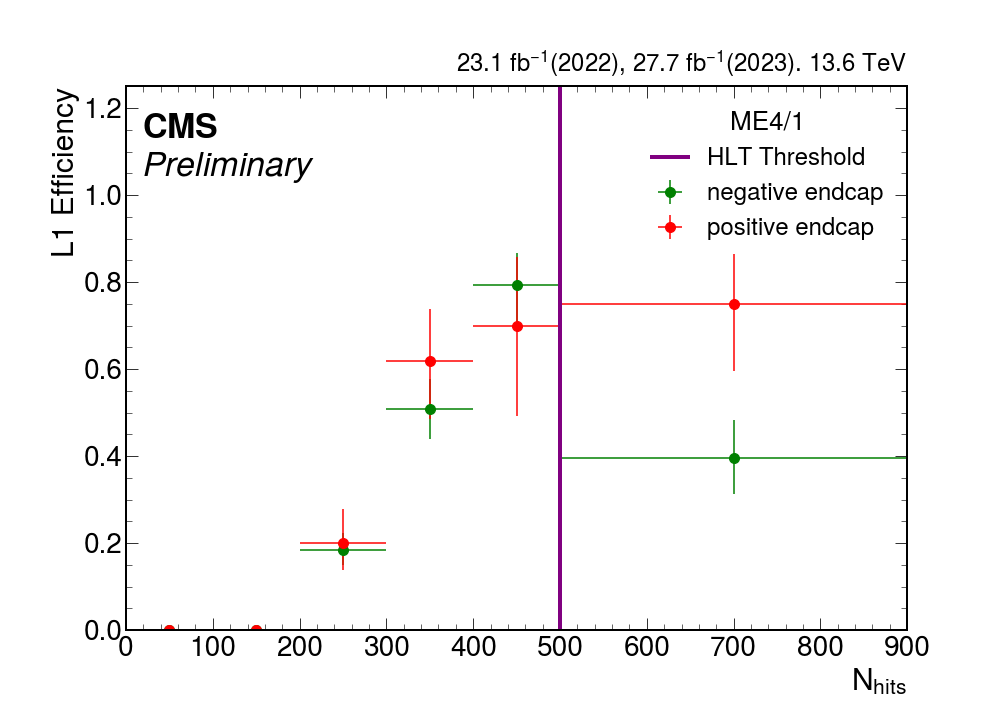 23.1 fb⁻¹(2022), 27.7 fb⁻¹(2023). 13.6 TeV
CMS
Preliminary
ME4/1
HLT Threshold
negative endcap
positive endcap
L1 Efficiency
1.2
1.0
0.8
0.6
0.4
0.2
0.0
0 100 200 300 400 500 600 700 800 900
N_hits